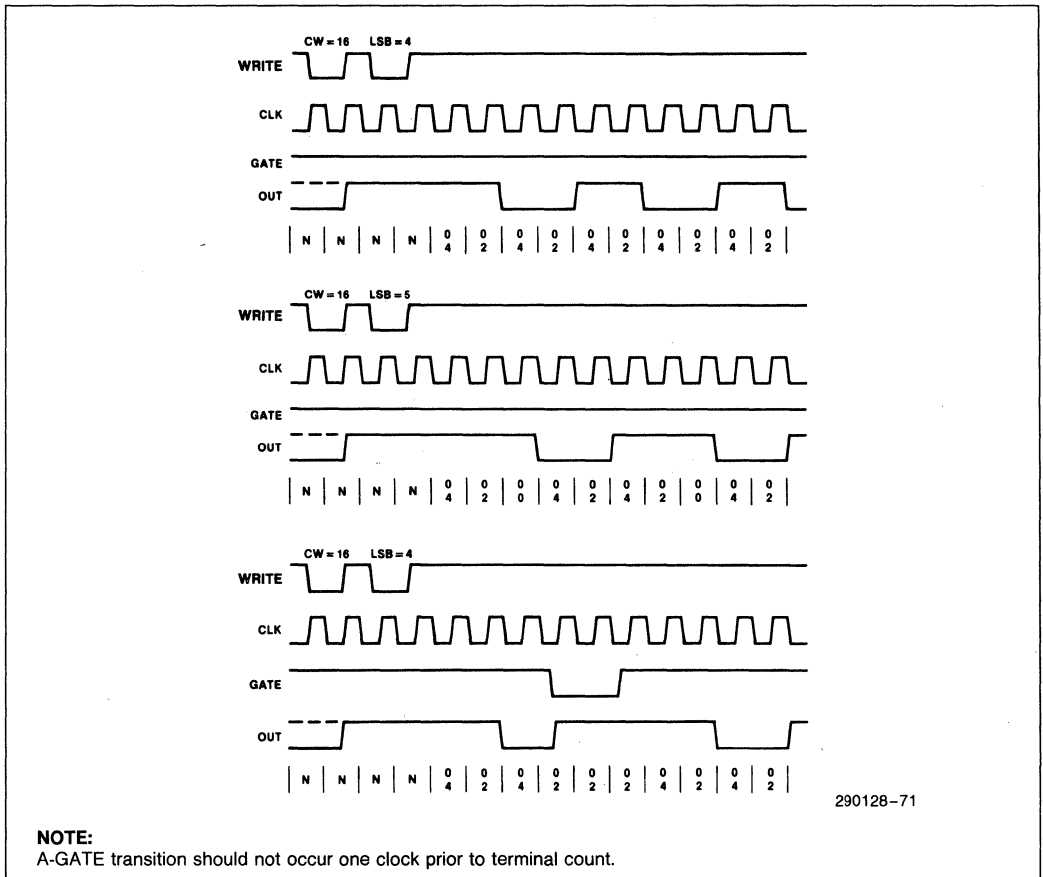 CW = 16 LSB = 4
WRITE
CLK
GATE
OUT
N N N N 0 4 0 2 0 4 0 2 0 4 0 2 0 4 0 2 0 4 0 2
CW = 16 LSB = 5
WRITE
CLK
GATE
OUT
N N N N 0 4 0 2 0 0 0 4 0 2 0 4 0 2 0 0 0 4 0 2
CW = 16 LSB = 4
WRITE
CLK
GATE
OUT
N N N N 0 4 0 2 0 4 0 2 0 2 0 2 0 4 0 2 0 4 0 2
290128-71
NOTE:
A-GATE transition should not occur one clock prior to terminal count.